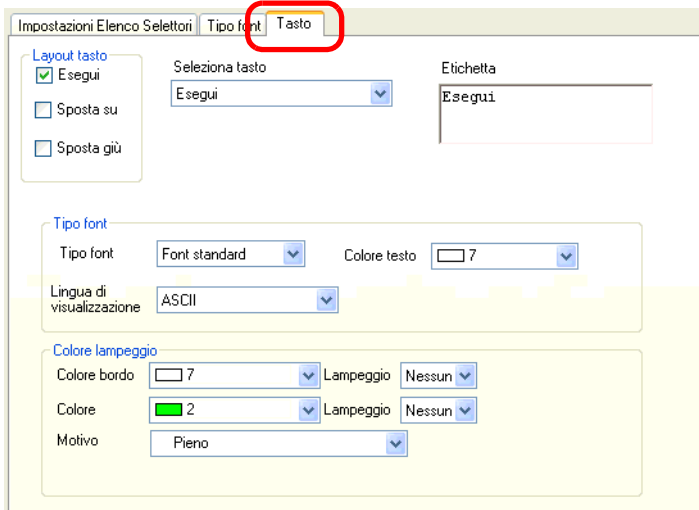 Impostazioni Elenco Selettori Tipo font Tasto
Layout tasto
Esegui
Sposta su
Sposta giù
Seleziona tasto
Esegui
Etichetta
Esegui
Tipo font
Tipo font Font standard Colore testo 7
Lingua di
visualizzazione ASCII
Colore lampeggio
Colore bordo 7 Lampeggio Nessun
Colore 2 Lampeggio Nessun
Motivo Pieno